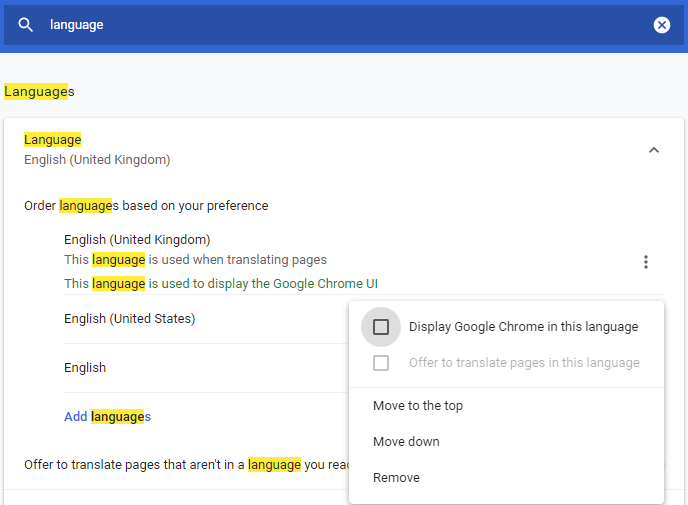 language
Languages
Language
English (United Kingdom)
Order languages based on your preference
English (United Kingdom)
This language is used when translating pages
This language is used to display the Google Chrome UI
English (United States)
Display Google Chrome in this language
Offer to translate pages in this language
English
Move to the top
Add languages
Move down
Offer to translate pages that aren't in a language you
Remove